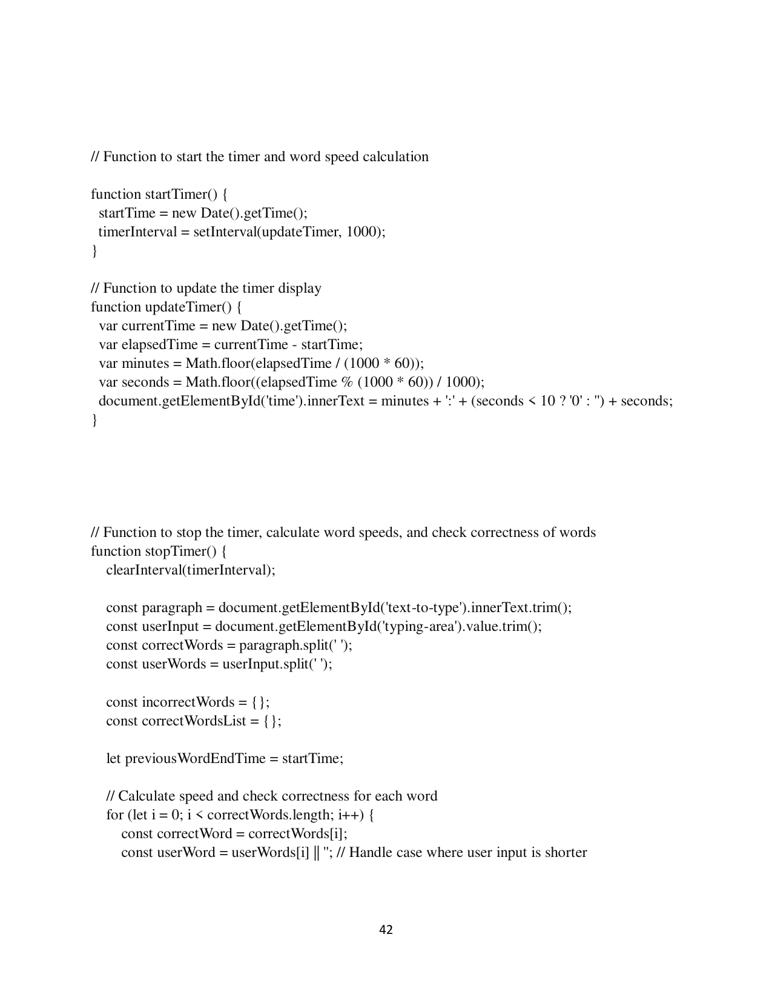 // Function to start the timer and word speed calculation
function startTimer() {
startTime = new Date().getTime();
timerInterval = setInterval(updateTimer, 1000);
}
// Function to update the timer display
function updateTimer() {
var currentTime = new Date().getTime();
var elapsedTime = currentTime - startTime;
var minutes = Math.floor(elapsedTime / (1000 * 60));
var seconds = Math.floor((elapsedTime % (1000 * 60)) / 1000);
document.getElementById('time').innerText = minutes + ':' + (seconds < 10 ? '0' : '') + seconds;
}
// Function to stop the timer, calculate word speeds, and check correctness of words
function stopTimer() {
clearInterval(timerInterval);
const paragraph = document.getElementById('text-to-type').innerText.trim();
const userInput = document.getElementById('typing-area').value.trim();
const correctWords = paragraph.split(' ');
const userWords = userInput.split(' ');
const incorrectWords = {};
const correctWordsList = {};
let previousWordEndTime = startTime;
// Calculate speed and check correctness for each word
for (let i = 0; i < correctWords.length; i++) {
const correctWord = correctWords[i];
const userWord = userWords[i] || ''; // Handle case where user input is shorter
42